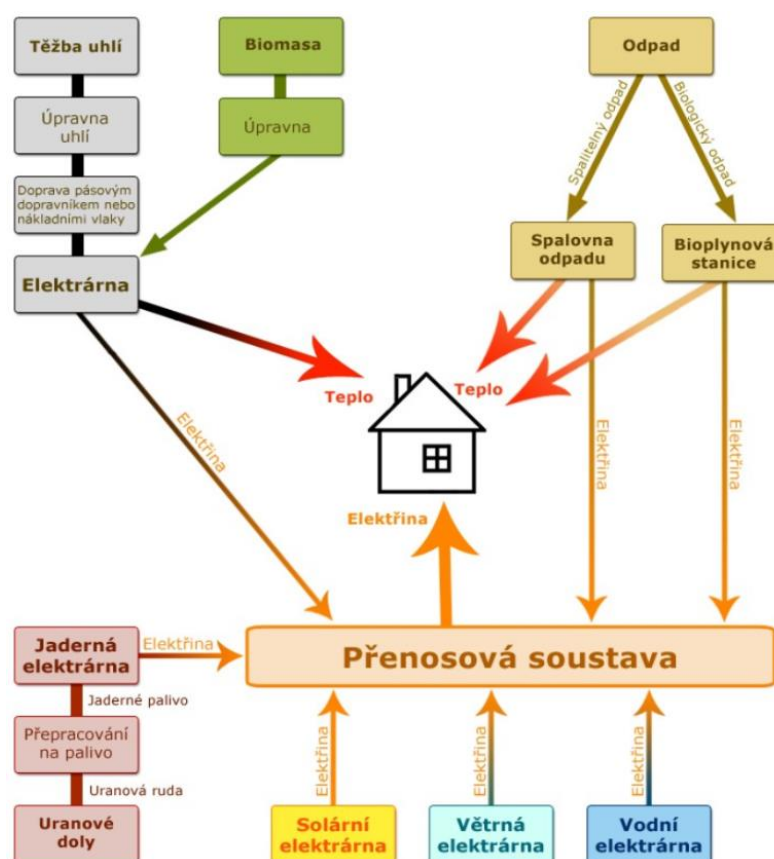 Těžba uhlí
Biomasa
Odpad
Úpravna
uhlí
Úpravna
Spalitelný odpad
Biologický odpad
Doprava pásovým
dopravníkem nebo
nákladními vlaky
Spalovna
odpadu
Bioplynová
stanice
Elektrárna
Teplo
Teplo
Elektřina
Elektřina
Elektřina
Elektřina
Jaderná
elektrárna
Elektřina
Přenosová soustava
Jaderné palivo
Přepracování
na palivo
Uranová ruda
Elektřina
Elektřina
Elektřina
Uranové
doly
Solární
elektrárna
Větrná
elektrárna
Vodní
elektrárna